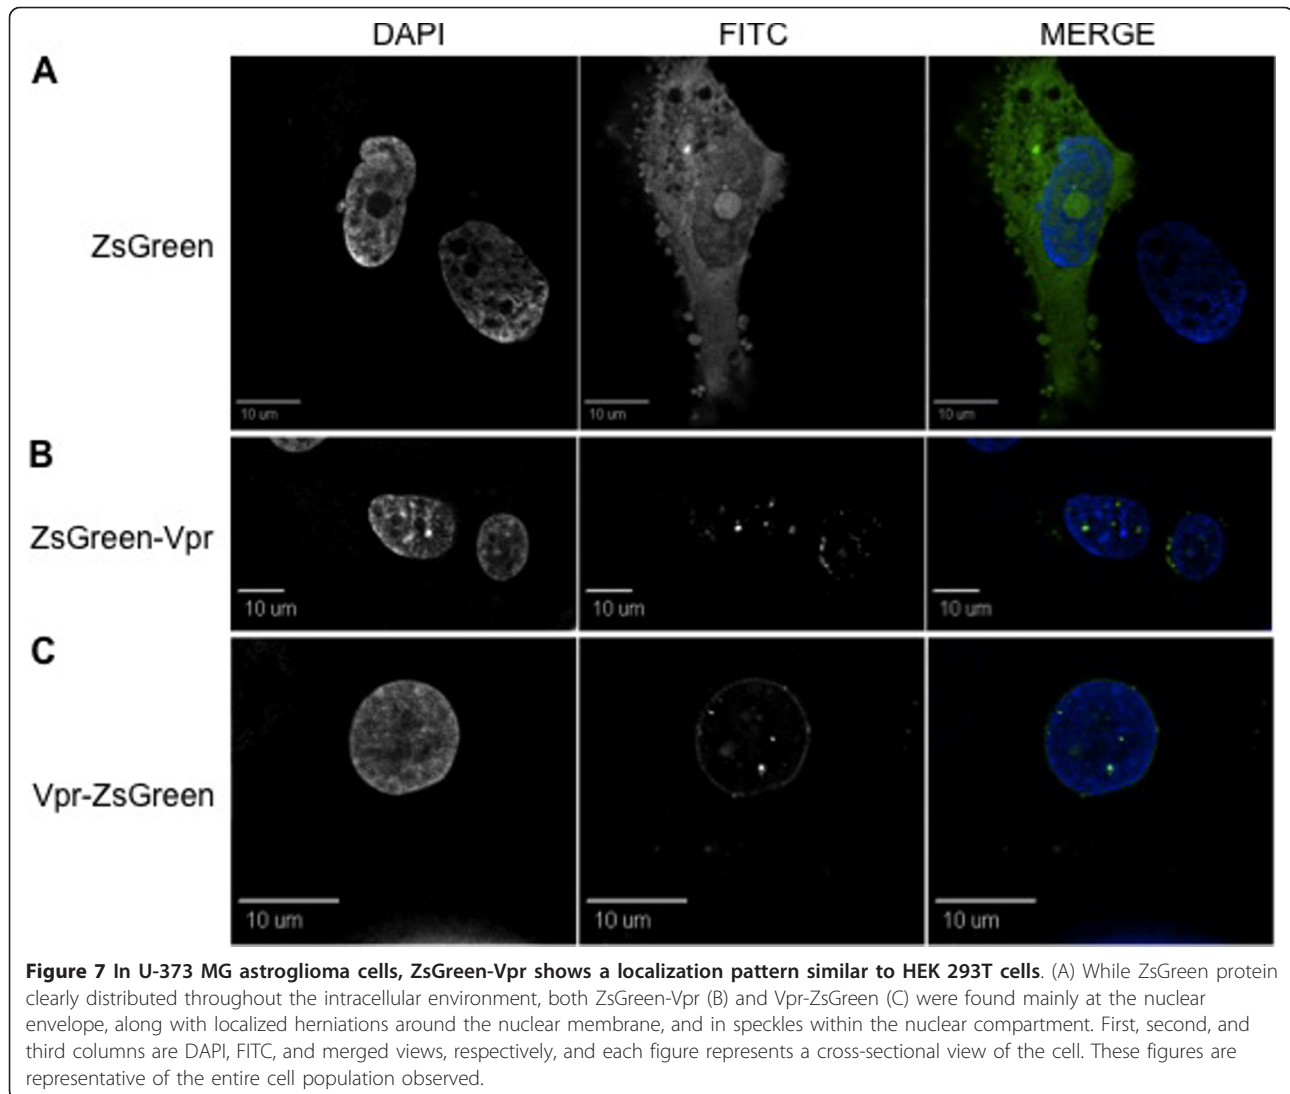 DAPI FITC MERGE
A
ZsGreen
10 um 10 um 10 um
B
ZsGreen-Vpr
10 um 10 um 10 um
C
Vpr-ZsGreen
10 um 10 um 10 um
Figure 7 In U-373 MG astroglioma cells, ZsGreen-Vpr shows a localization pattern similar to HEK 293T cells. (A) While ZsGreen protein
clearly distributed throughout the intracellular environment, both ZsGreen-Vpr (B) and Vpr-ZsGreen (C) were found mainly at the nuclear
envelope, along with localized herniations around the nuclear membrane, and in speckles within the nuclear compartment. First, second, and
third columns are DAPI, FITC, and merged views, respectively, and each figure represents a cross-sectional view of the cell. These figures are
representative of the entire cell population observed.